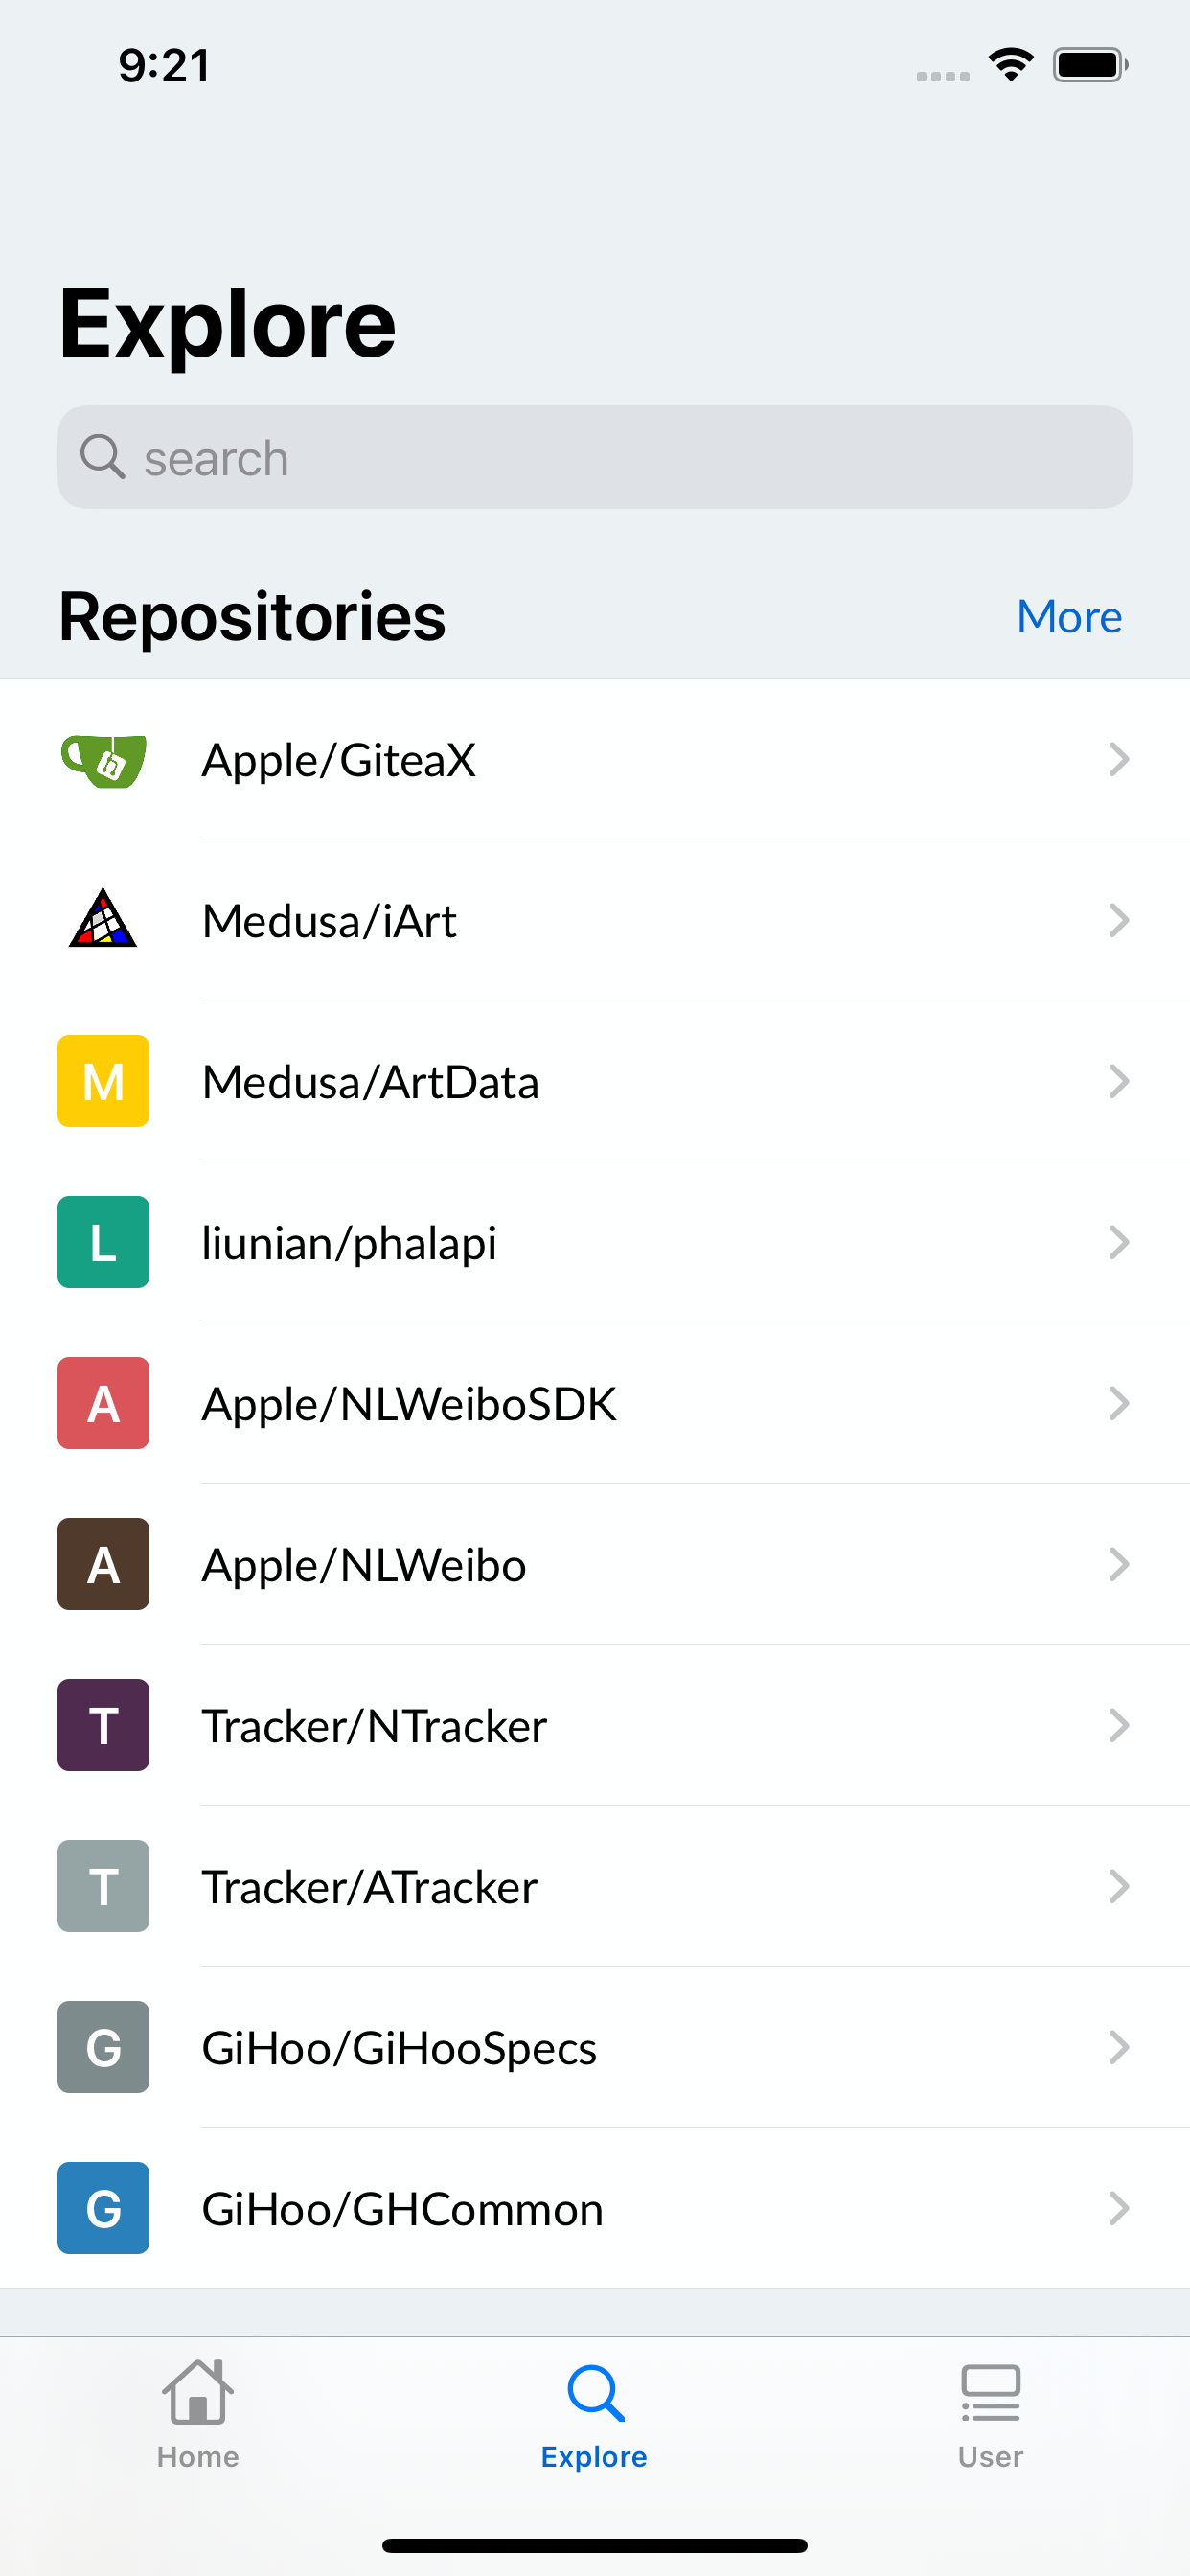 9:21
Explore
search
Repositories More
Apple/GiteaX
Medusa/iArt
M Medusa/ArtData
L liunian/phalapi
A Apple/NLWeiboSDK
A Apple/NLWeibo
T Tracker/NTracker
T Tracker/ATracker
G GiHoo/GiHooSpecs
G GiHoo/GHCommon
Home Explore User